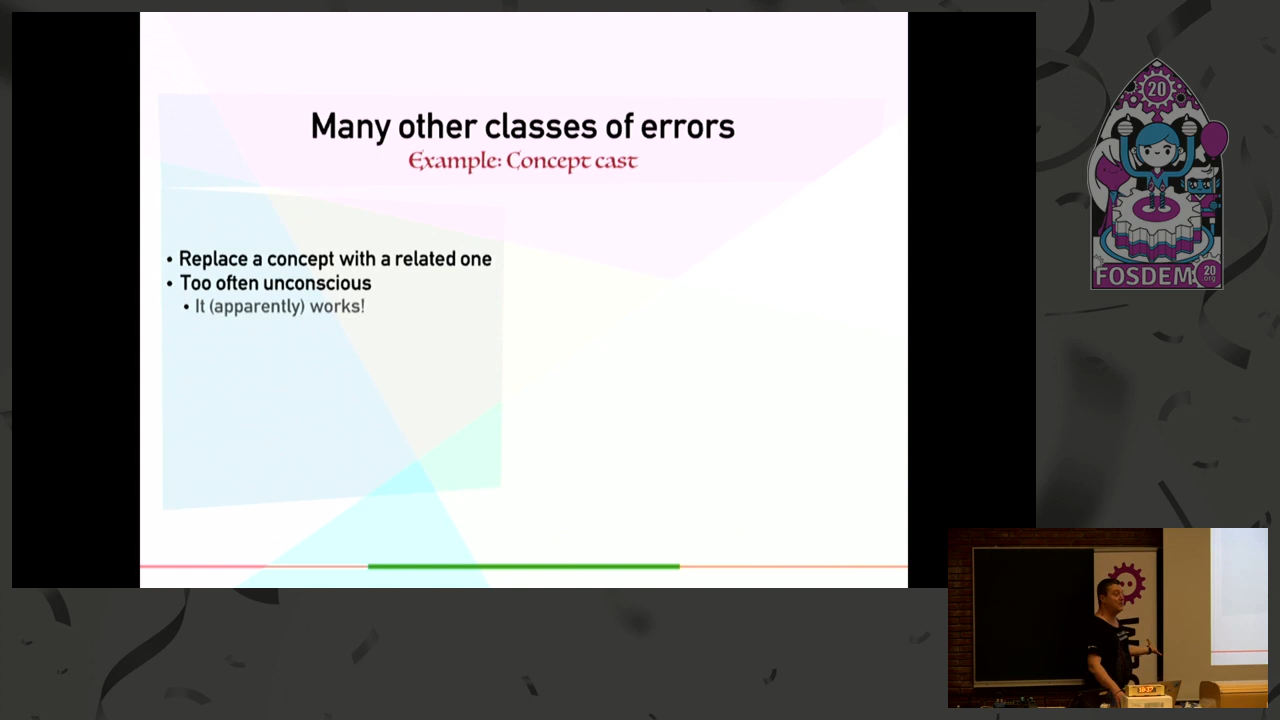 Many other classes of errors
Example: Concept cast
• Replace a concept with a related one
• Too often unconscious
• It (apparently) works!
20
FOSDEM
20
org